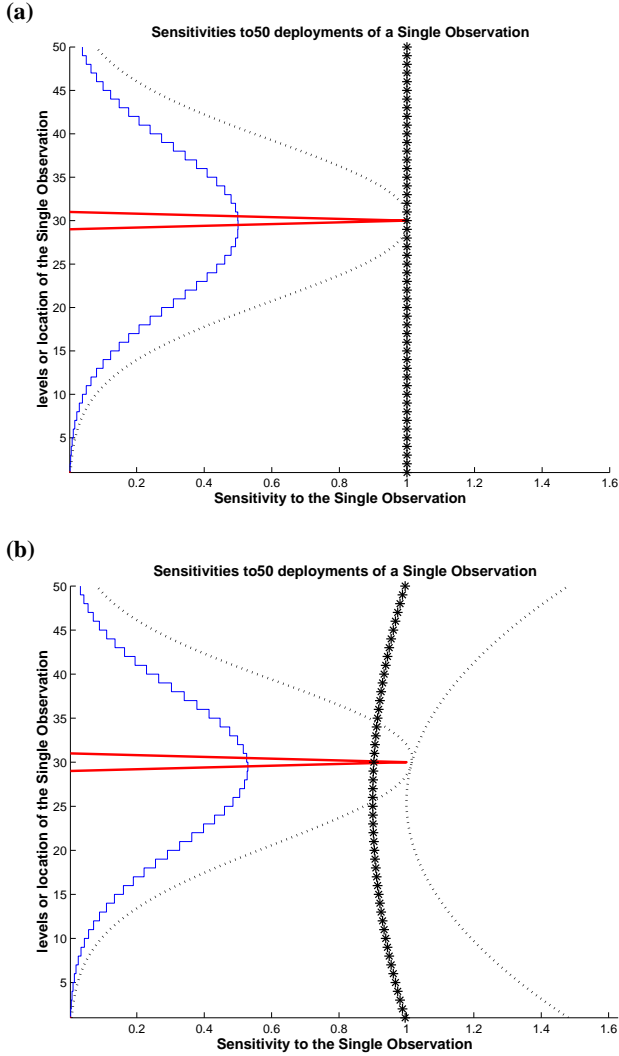 (a)
Sensitivities to50 deployments of a Single Observation
levels or location of the Single Observation
50
45
40
35
30
25
20
15
10
5
0.2 0.4 0.6 0.8 1 1.2 1.4 1.6
Sensitivity to the Single Observation
(b)
Sensitivities to50 deployments of a Single Observation
levels or location of the Single Observation
50
45
40
35
30
25
20
15
10
5
0.2 0.4 0.6 0.8 1 1.2 1.4 1.6
Sensitivity to the Single Observation